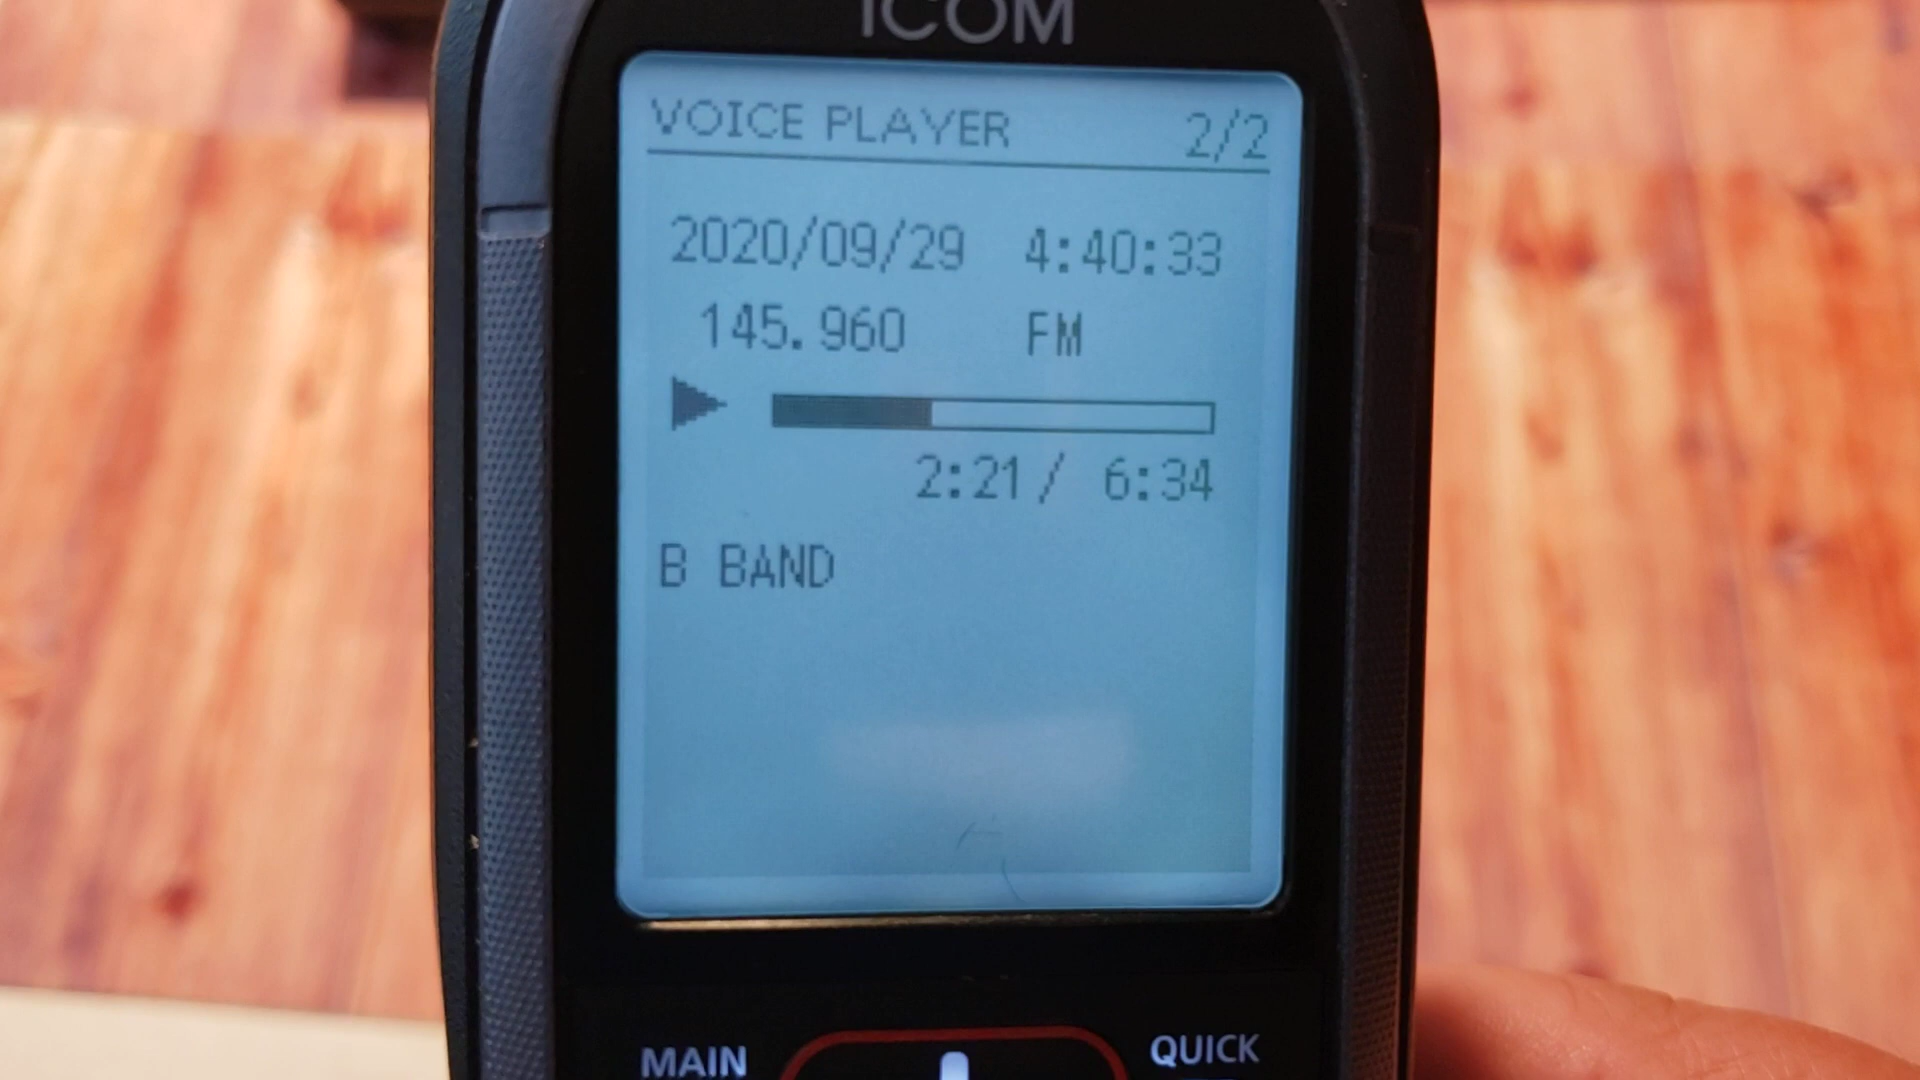 ICOM
VOICE PLAYER 2/2
2020/09/29 4:40:33
145.960 FM
2:21 / 6:34
B BAND
MAIN QUICK